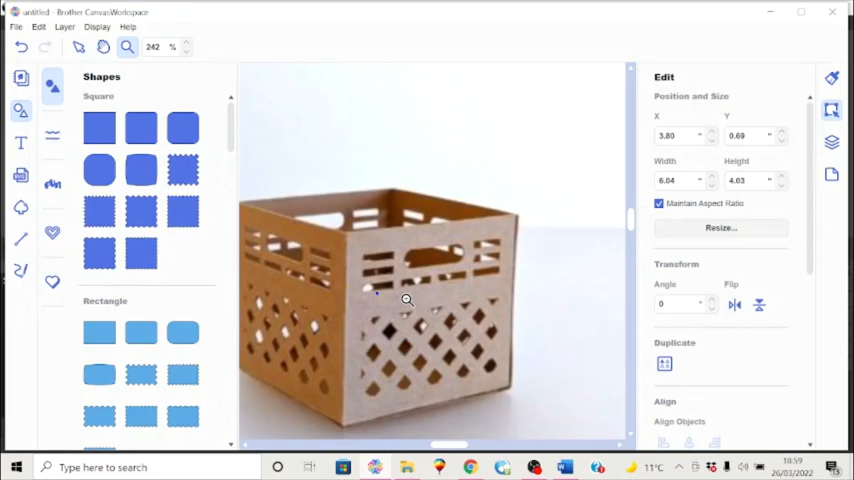 untitled - Brother CanvasWorkspace
File Edit Layer Display Help
242 %
Shapes
Square
Rectangle
Edit
Position and Size
X Y
3.80 " 0.69 "
Width Height
6.04 " 4.03 "
Maintain Aspect Ratio
Resize...
Transform
Angle Flip
0
Duplicate
Align
Align Objects
Type here to search
11°C
18:59
26/03/2022